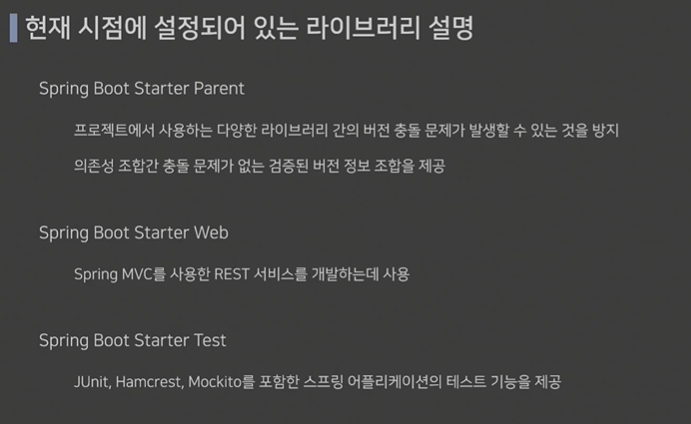 현재 시점에 설정되어 있는 라이브러리 설명
Spring Boot Starter Parent
프로젝트에서 사용하는 다양한 라이브러리 간의 버전 충돌 문제가 발생할 수 있는 것을 방지
의존성 조합간 충돌 문제가 없는 검증된 버전 정보 조합을 제공
Spring Boot Starter Web
Spring MVC를 사용한 REST 서비스를 개발하는데 사용
Spring Boot Starter Test
JUnit, Hamcrest, Mockito를 포함한 스프링 어플리케이션의 테스트 기능을 제공